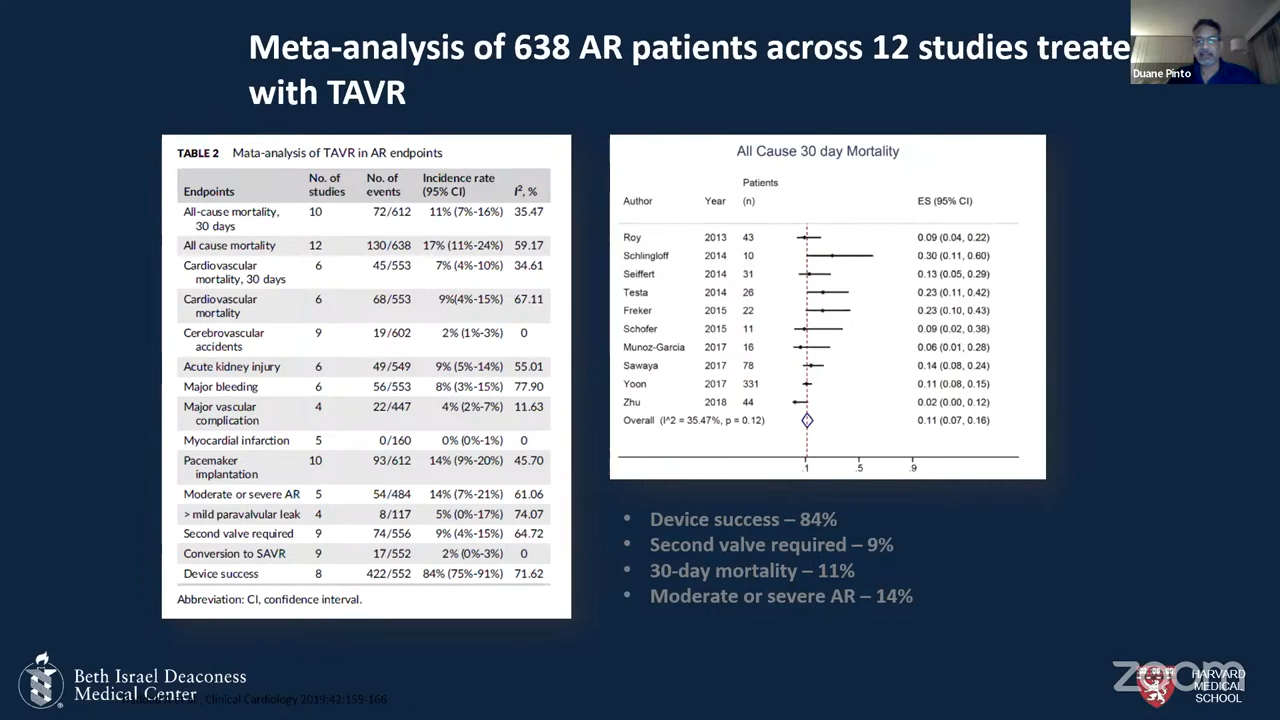 Meta-analysis of 638 AR patients across 12 studies treate
with TAVR
Duane Pinto
TABLE 2 Meta-analysis of TAVR in AR endpoints
Endpoints No. of studies No. of events Incidence rate (95% CI) I², %
All-cause mortality, 30 days 10 72/612 11% (7%-16%) 35.47
All cause mortality 12 130/638 17% (11%-24%) 59.17
Cardiovascular mortality, 30 days 6 45/553 7% (4%-10%) 34.61
Cardiovascular mortality 6 68/553 9%(4%-15%) 67.11
Cerebrovascular accidents 9 19/602 2% (1%-3%) 0
Acute kidney injury 6 49/549 9% (5%-14%) 55.01
Major bleeding 6 56/553 8% (3%-15%) 77.90
Major vascular complication 4 22/447 4% (2%-7%) 11.63
Myocardial infarction 5 0/160 0% (0%-1%) 0
Pacemaker implantation 10 93/612 14% (9%-20%) 45.70
Moderate or severe AR 5 54/484 14% (7%-21%) 61.06
> mild paravalvular leak 4 8/117 5% (0%-17%) 74.07
Second valve required 9 74/556 9% (4%-15%) 64.72
Conversion to SAVR 9 17/552 2% (0%-3%) 0
Device success 8 422/552 84% (75%-91%) 71.62
Abbreviation: CI, confidence interval.
All Cause 30 day Mortality
Patients
Author Year (n) ES (95% CI)
Roy 2013 43 0.09 (0.04, 0.22)
Schlingloff 2014 10 0.30 (0.11, 0.60)
Seiffert 2014 31 0.13 (0.05, 0.29)
Testa 2014 26 0.23 (0.11, 0.42)
Freker 2015 22 0.23 (0.10, 0.43)
Schofer 2015 11 0.09 (0.02, 0.38)
Munoz-Garcia 2017 16 0.06 (0.01, 0.28)
Sawaya 2017 78 0.14 (0.08, 0.24)
Yoon 2017 331 0.11 (0.08, 0.15)
Zhu 2018 44 0.02 (0.00, 0.12)
Overall (I^2 = 35.47%, p = 0.12) 0.11 (0.07, 0.16)
.1 .5 .9
• Device success – 84%
• Second valve required – 9%
• 30-day mortality – 11%
• Moderate or severe AR – 14%
Beth Israel Deaconess
Medical Center
Clinical Cardiology 2019;42:159-166
zoom
HARVARD
MEDICAL
SCHOOL